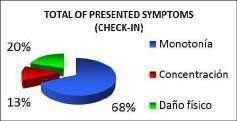 TOTAL OF PRESENTED SYMPTOMS
(CHECK-IN)
20%
13%
68%
Monotonía
Concentración
Daño físico